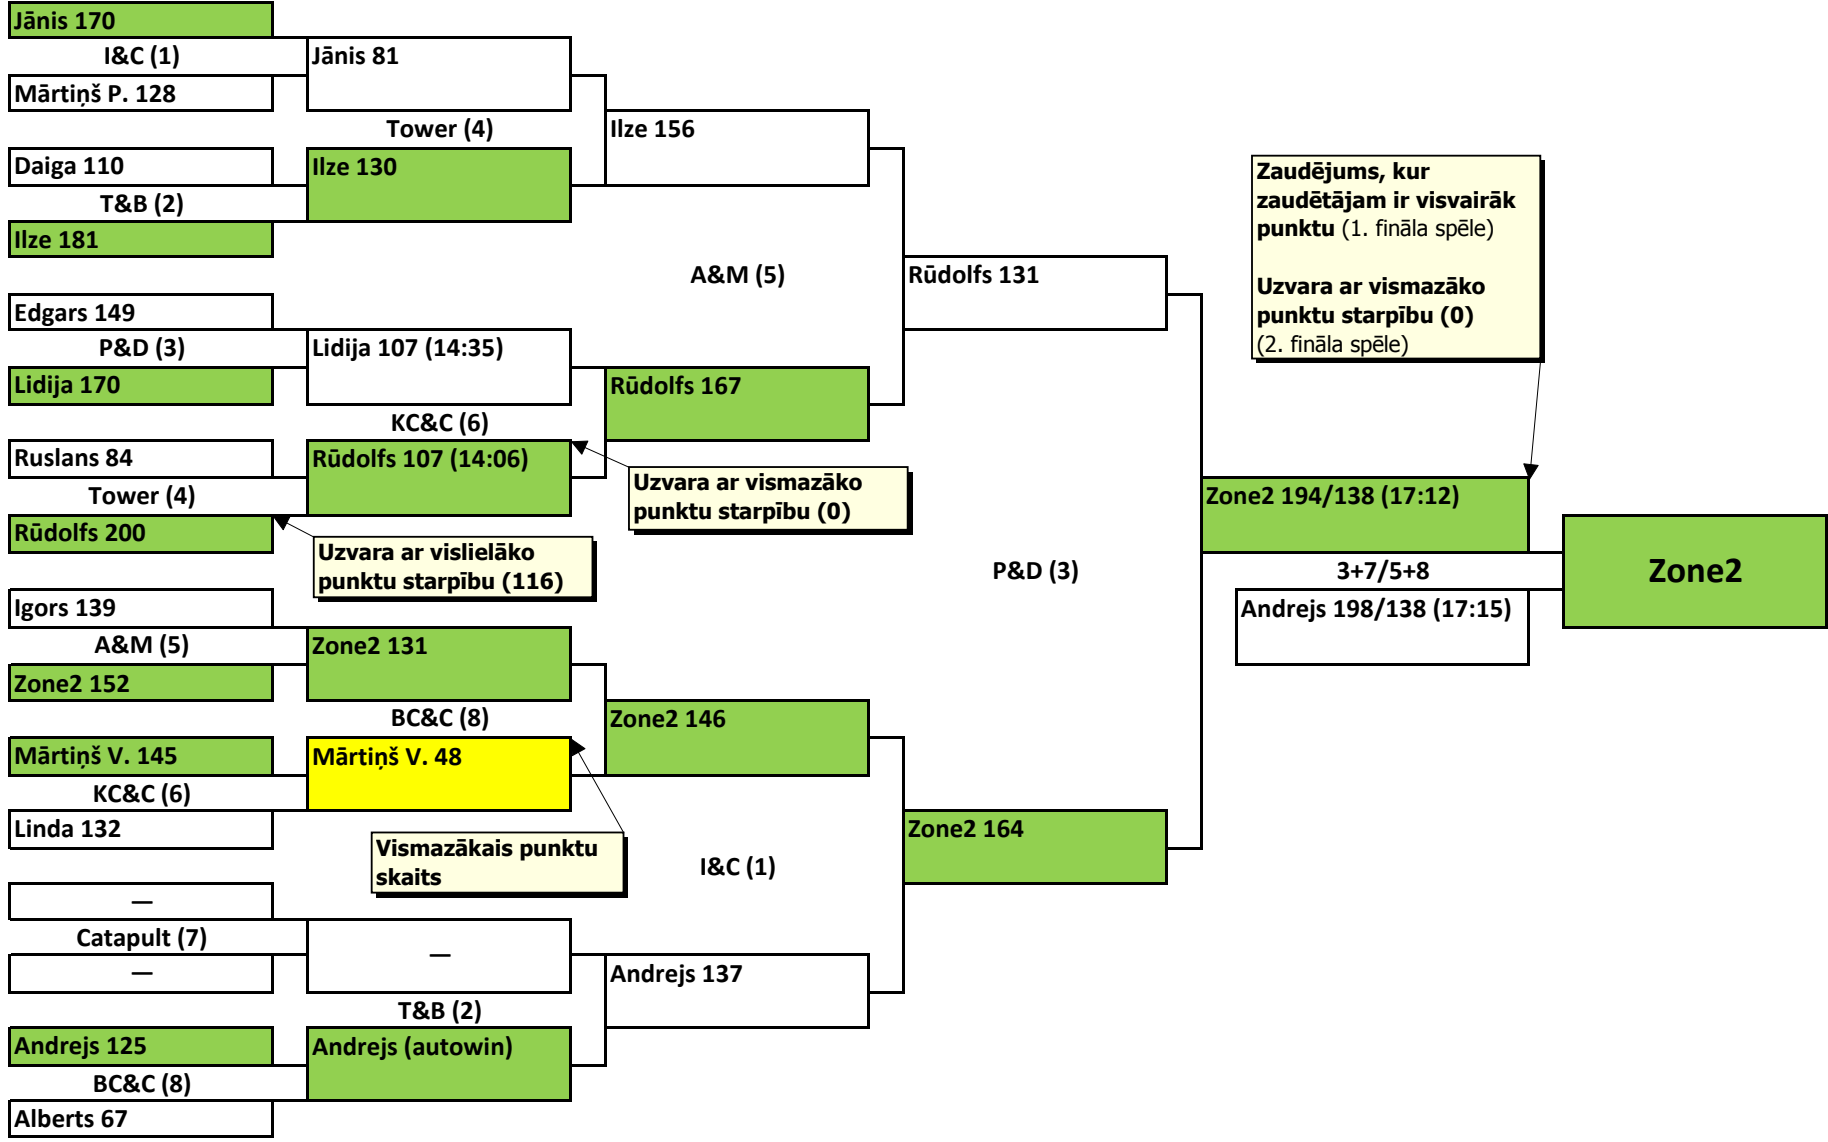 Jānis 170
I&C (1)
Mārtiņš P. 128
Daiga 110
T&B (2)
Ilze 181
Edgars 149
P&D (3)
Lidija 170
Ruslans 84
Tower (4)
Rūdolfs 200
Igors 139
A&M (5)
Zone2 152
Mārtiņš V. 145
KC&C (6)
Linda 132
—
Catapult (7)
—
Andrejs 125
BC&C (8)
Alberts 67
Jānis 81
Tower (4)
Ilze 130
Lidija 107 (14:35)
KC&C (6)
Rūdolfs 107 (14:06)
Uzvara ar vislielāko
punktu starpību (116)
Zone2 131
BC&C (8)
Mārtiņš V. 48
Vismazākais punktu
skaits
—
T&B (2)
Andrejs (autowin)
Ilze 156
A&M (5)
Rūdolfs 167
Uzvara ar vismazāko
punktu starpību (0)
Zone2 146
I&C (1)
Andrejs 137
Rūdolfs 131
P&D (3)
Zone2 164
Zaudējums, kur
zaudētājam ir visvairāk
punktu (1. fināla spēle)
Uzvara ar vismazāko
punktu starpību (0)
(2. fināla spēle)
Zone2 194/138 (17:12)
3+7/5+8
Andrejs 198/138 (17:15)
Zone2